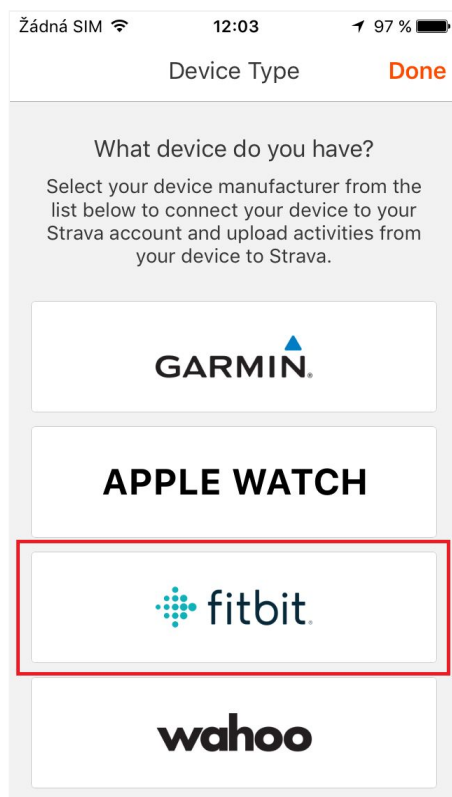 Žádná SIM 12:03 97 %
Device Type Done
What device do you have?
Select your device manufacturer from the
list below to connect your device to your
Strava account and upload activities from
your device to Strava.
GARMIN®
APPLE WATCH
fitbit®
wahoo